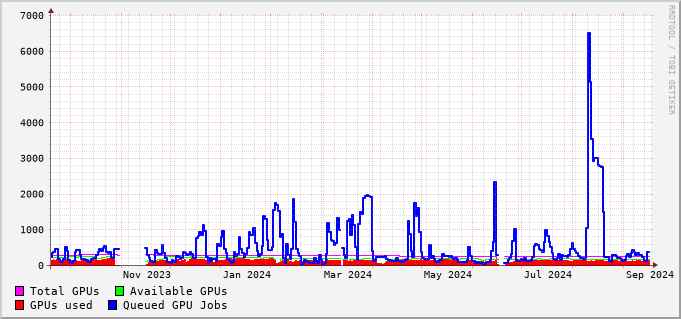 7000
6000
5000
4000
3000
2000
1000
0
Nov 2023 Jan 2024 Mar 2024 May 2024 Jul 2024 Sep 2024
Total GPUs Available GPUs
GPUs used Queued GPU Jobs
RRDTOOL / TOBI OETIKER